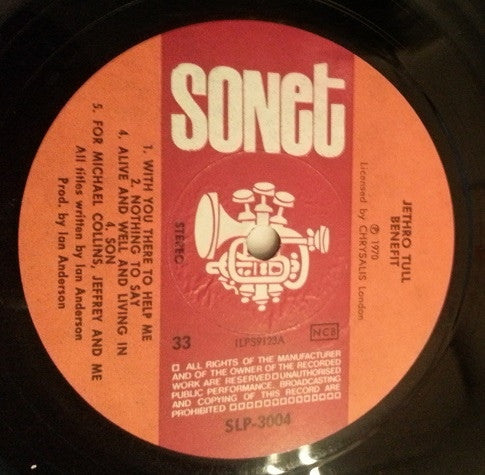 SONET
JETHRO TULL
BENEFIT
℗ 1970
Licensed by CHRYSALIS London.
STEREO
33
ILPS9123A
NCB
1. WITH YOU THERE TO HELP ME
2. NOTHING TO SAY
4. ALIVE AND WELL AND LIVING IN
4. SON
5. FOR MICHAEL COLLINS, JEFFREY AND ME
All titles written by Ian Anderson
Prod. by Ian Anderson
□ ALL RIGHTS OF THE MANUFACTURER
AND OF THE OWNER OF THE RECORDED
WORK ARE RESERVED □ UNAUTHORISED
PUBLIC PERFORMANCE, BROADCASTING
AND COPYING OF THIS RECORD ARE
PROHIBITED □
SLP-3004